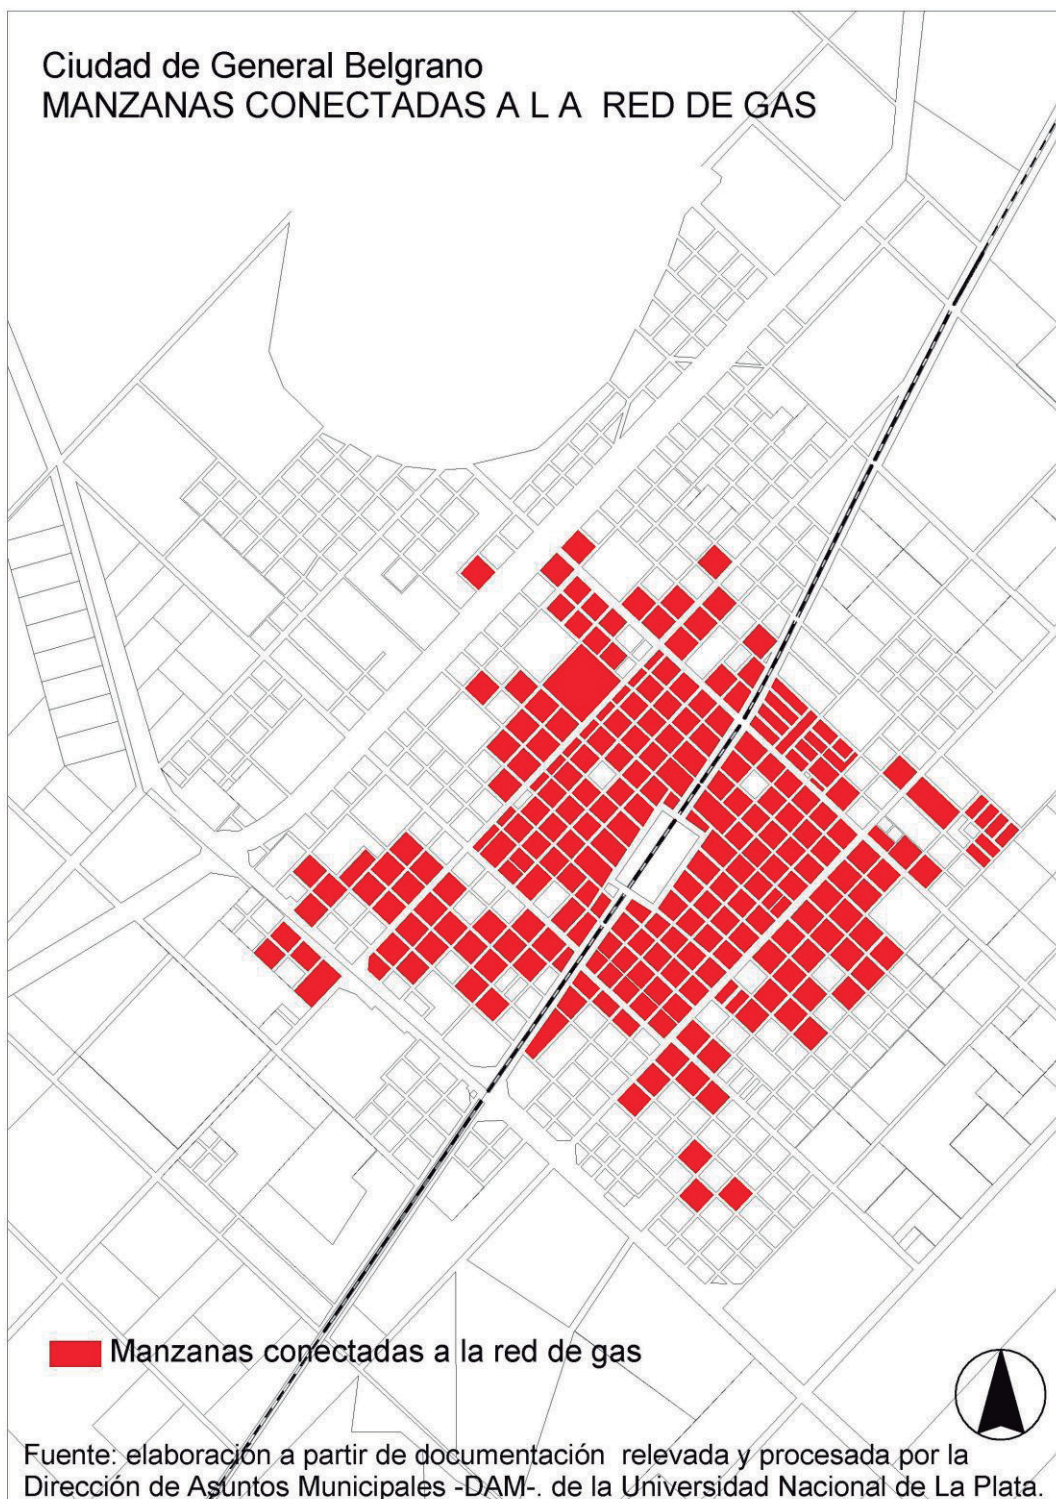 Ciudad de General Belgrano
MANZANAS CONECTADAS A L A RED DE GAS
Manzanas conectadas a la red de gas
Fuente: elaboración a partir de documentación relevada y procesada por la
Dirección de Asuntos Municipales -DAM-. de la Universidad Nacional de La Plata.